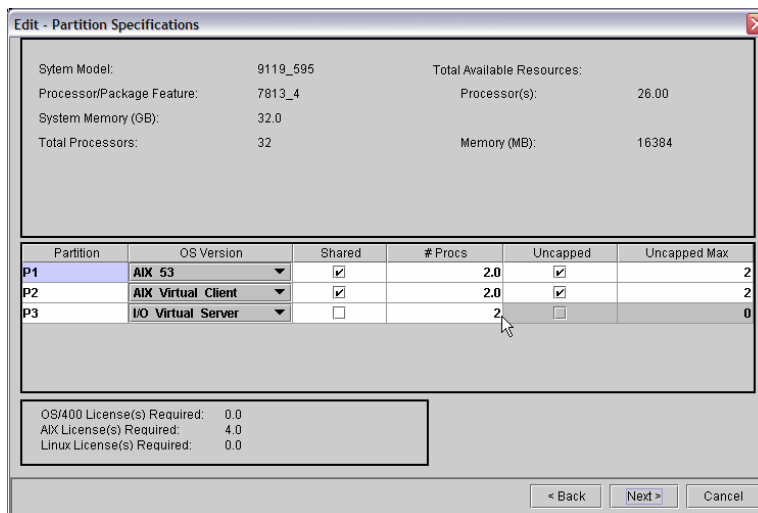 Edit - Partition Specifications
Sytem Model: 9119_595 Total Available Resources:
Processor/Package Feature: 7813_4 Processor(s): 26.00
System Memory (GB): 32.0
Total Processors: 32 Memory (MB): 16384
Partition OS Version Shared # Procs Uncapped Uncapped Max
P1 AIX 53 2.0 2
P2 AIX Virtual Client 2.0 2
P3 I/O Virtual Server 2 0
OS/400 License(s) Required: 0.0
AIX License(s) Required: 4.0
Linux License(s) Required: 0.0
< Back Next > Cancel